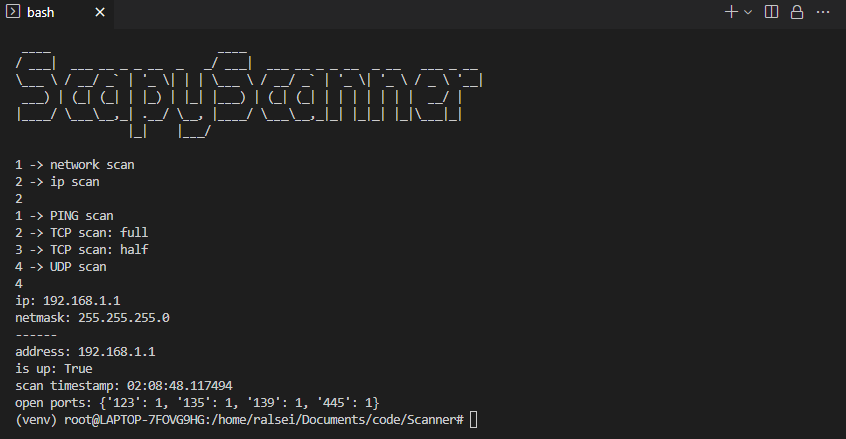 bash
ScapyScanner
1 -> network scan
2 -> ip scan
2
1 -> PING scan
2 -> TCP scan: full
3 -> TCP scan: half
4 -> UDP scan
4
ip: 192.168.1.1
netmask: 255.255.255.0
------
address: 192.168.1.1
is up: True
scan timestamp: 02:08:48.117494
open ports: {'123': 1, '135': 1, '139': 1, '445': 1}
(venv) root@LAPTOP-7FOVG9HG:/home/ralsei/Documents/code/Scanner#